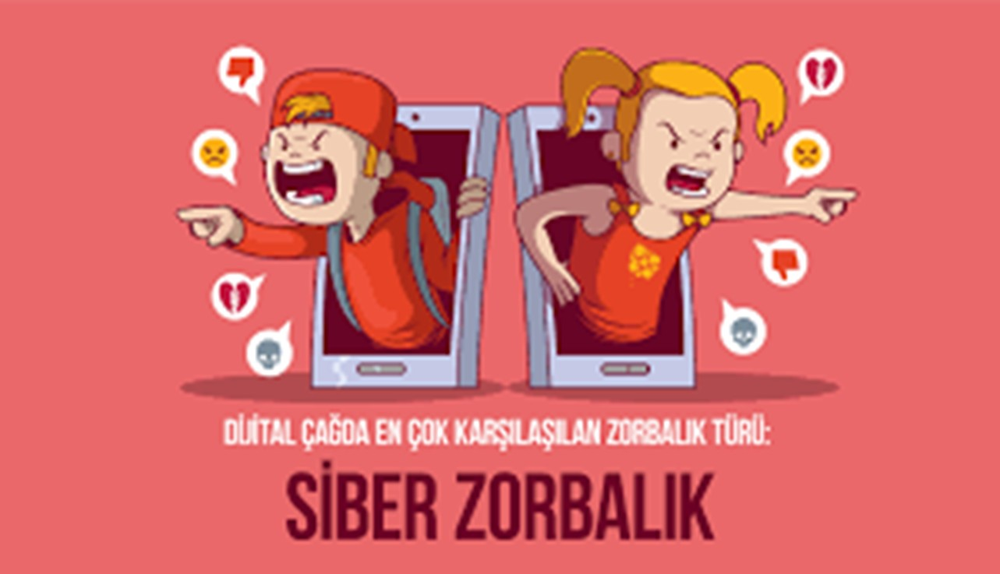 DİJİTAL ÇAĞDA EN ÇOK KARŞILAŞILAN ZORBALIK TÜRÜ:
SİBER ZORBALIK